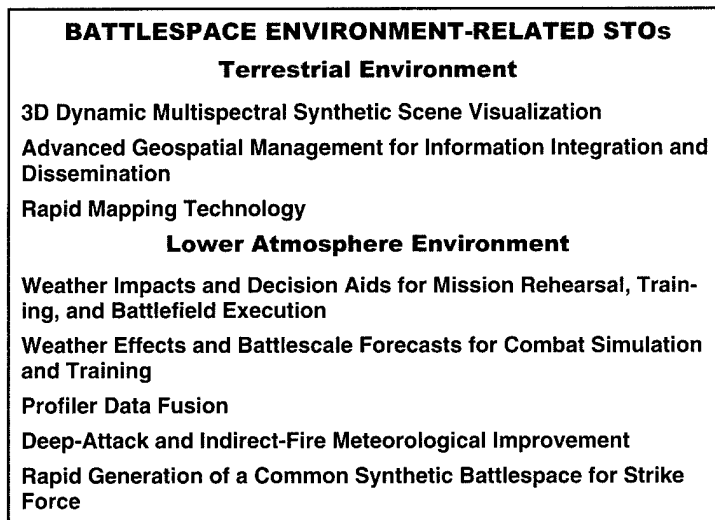 BATTLESPACE ENVIRONMENT-RELATED STOs
Terrestrial Environment
3D Dynamic Multispectral Synthetic Scene Visualization
Advanced Geospatial Management for Information Integration and
Dissemination
Rapid Mapping Technology
Lower Atmosphere Environment
Weather Impacts and Decision Aids for Mission Rehearsal, Train-
ing, and Battlefield Execution
Weather Effects and Battlescale Forecasts for Combat Simulation
and Training
Profiler Data Fusion
Deep-Attack and Indirect-Fire Meteorological Improvement
Rapid Generation of a Common Synthetic Battlespace for Strike
Force